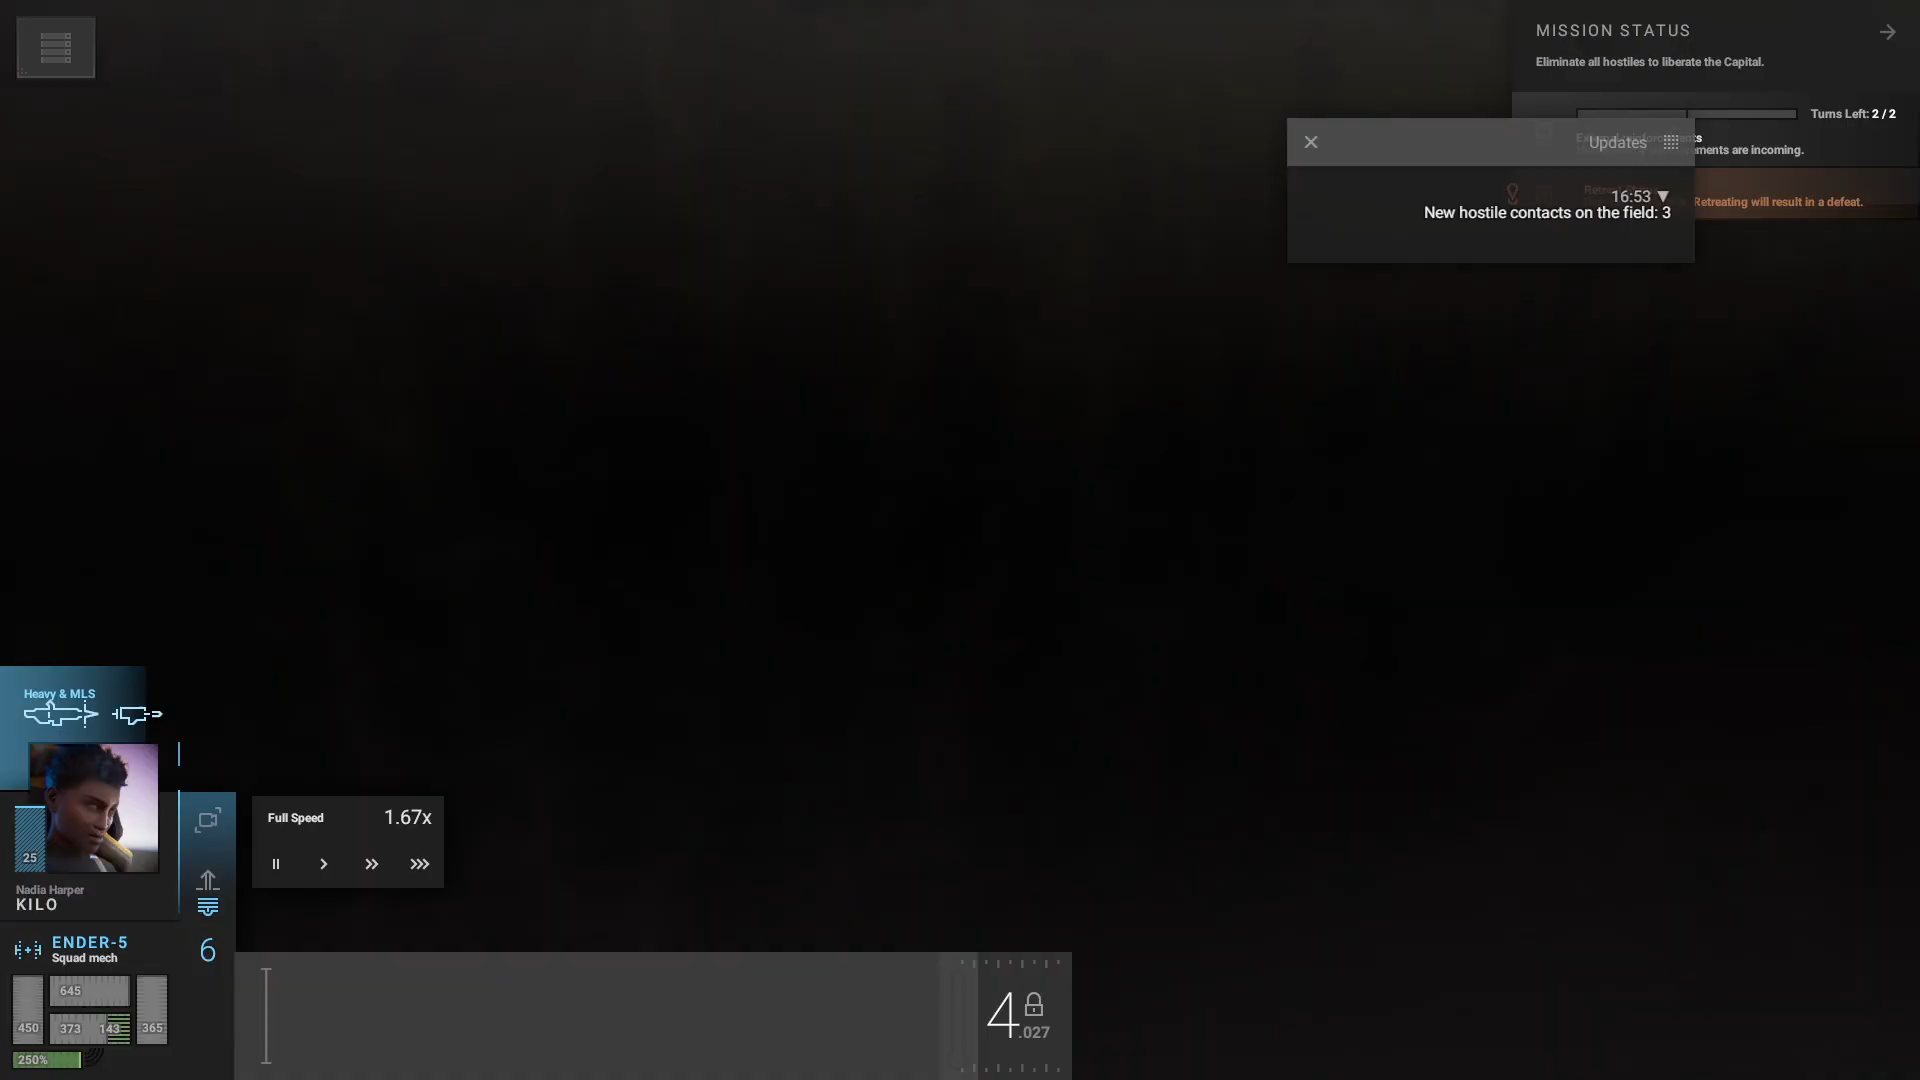 MISSION STATUS
Eliminate all hostiles to liberate the Capital.
Turns Left: 2 / 2
Updates
are incoming.
16:53
Retreating will result in a defeat.
New hostile contacts on the field: 3
Heavy & MLS
25
Nadia Harper
KILO
Full Speed 1.67x
ENDER-5
Squad mech
6
645
450 373 143 365
250%
4.027